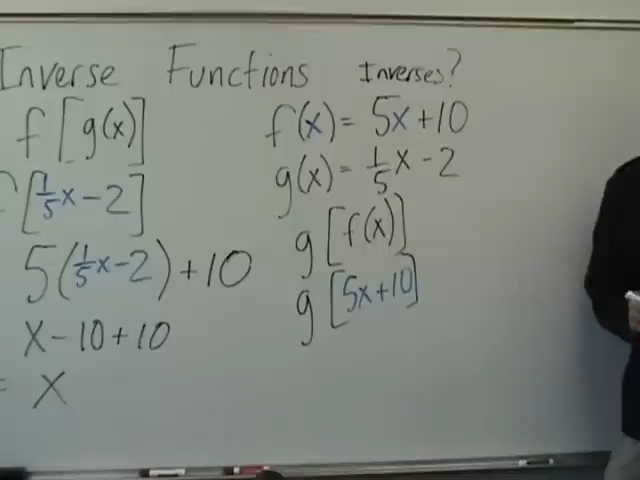 Inverse Functions Inverses?
f[g(x)]
f[1/5x-2]
5(1/5x-2)+10
x-10+10
= x
f(x)= 5x+10
g(x)= 1/5x-2
g[f(x)]
g[5x+10]